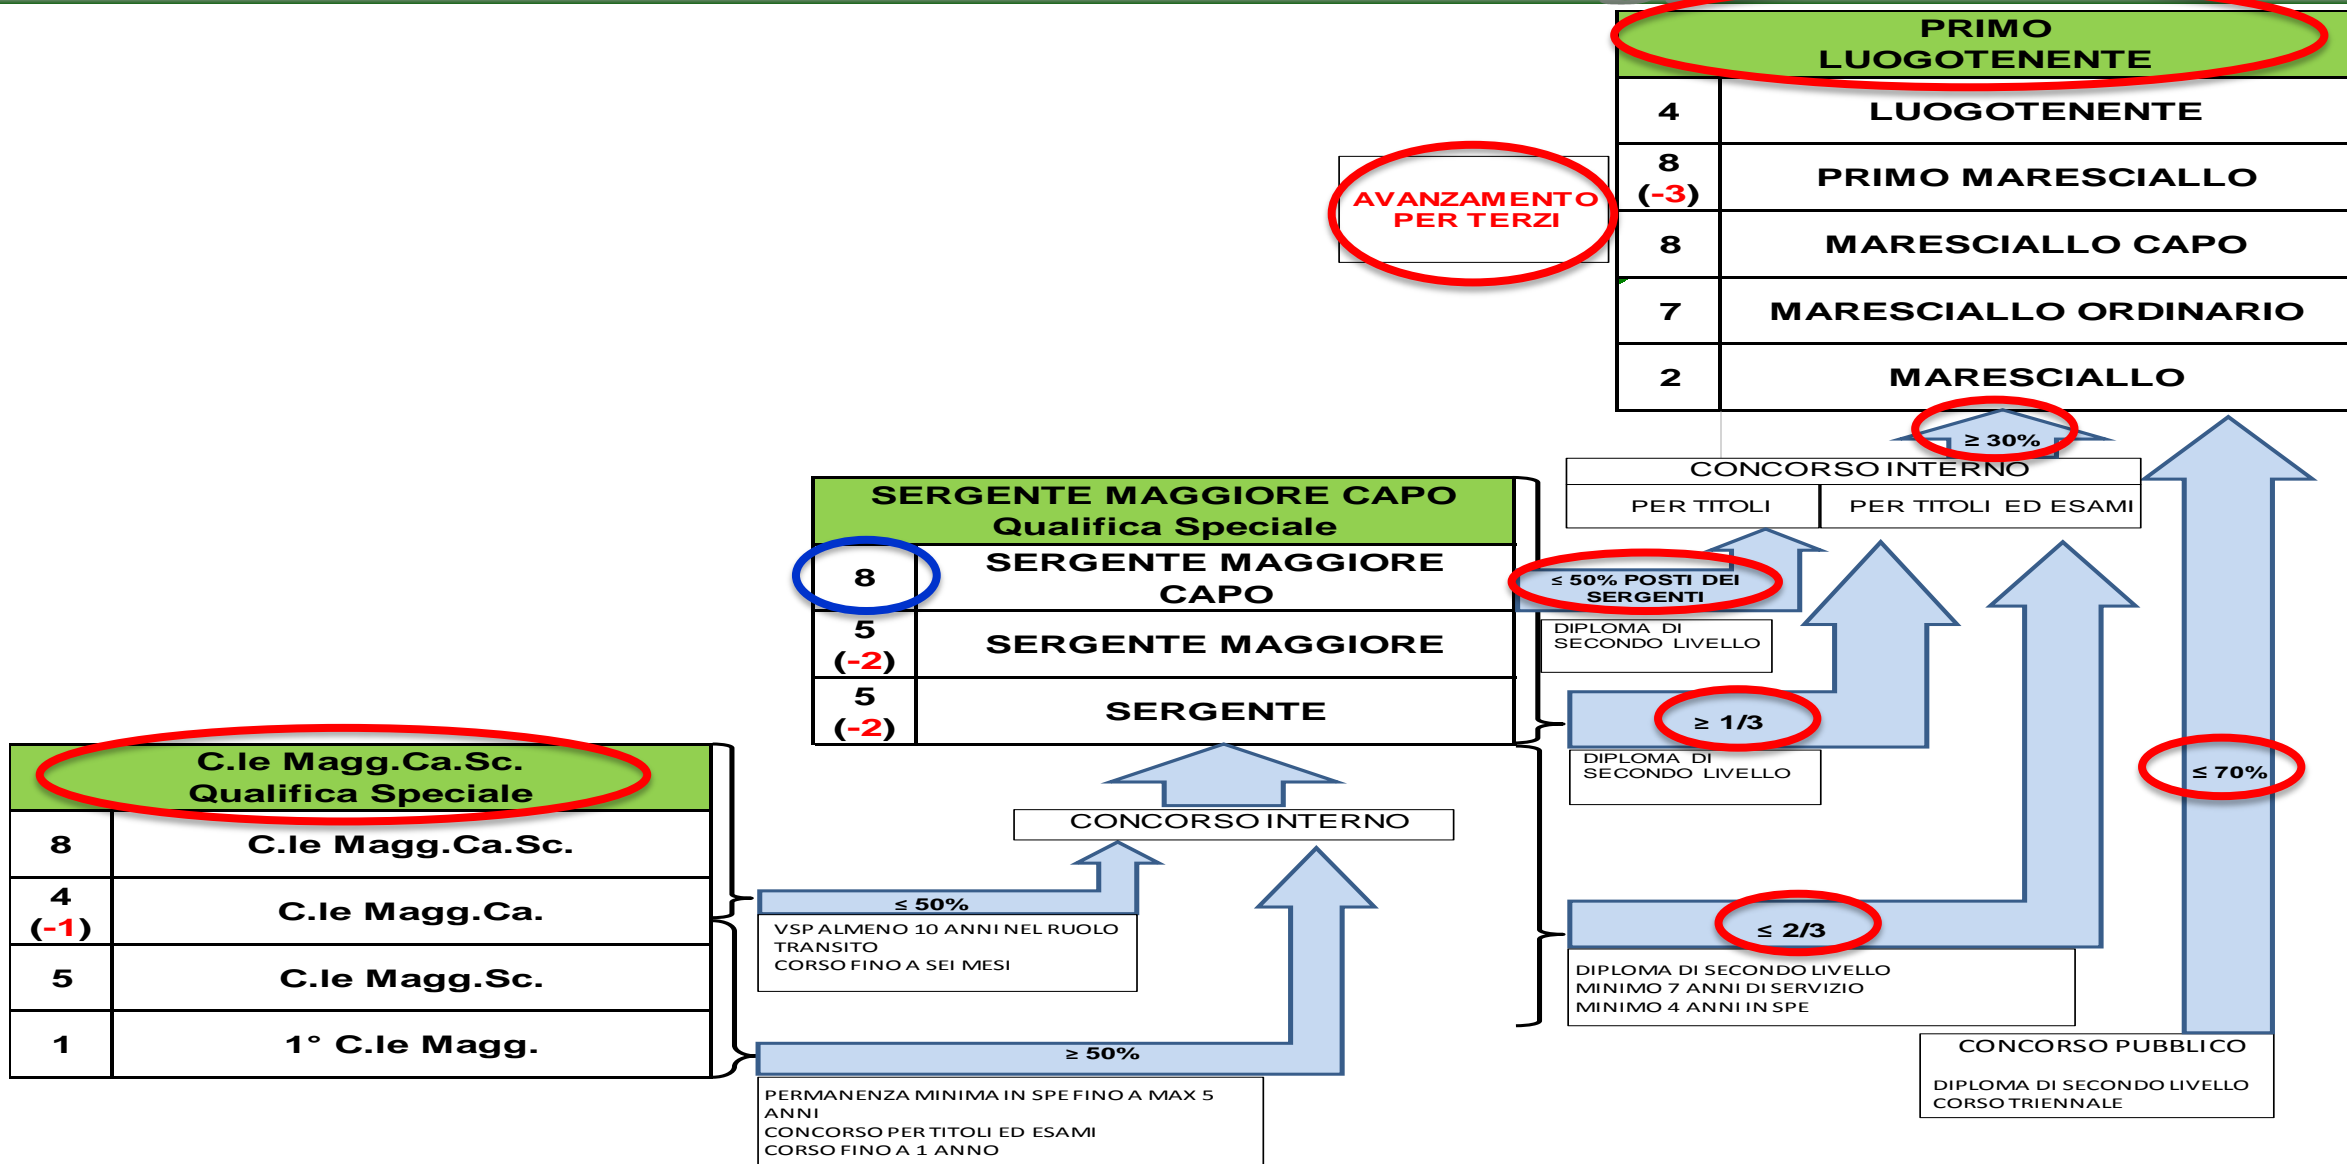 PRIMO
LUOGOTENENTE
4 LUOGOTENENTE
8
(-3)
PRIMO MARESCIALLO
8 MARESCIALLO CAPO
7 MARESCIALLO ORDINARIO
2 MARESCIALLO
AVANZAMENTO
PER TERZI
≥ 30%
CONCORSO INTERNO
PER TITOLI
PER TITOLI ED ESAMI
SERGENTE MAGGIORE CAPO
Qualifica Speciale
8
SERGENTE MAGGIORE
CAPO
5
(-2)
SERGENTE MAGGIORE
5
(-2)
SERGENTE
≤ 50% POSTI DEI
SERGENTI
DIPLOMA DI
SECONDO LIVELLO
≥ 1/3
DIPLOMA DI
SECONDO LIVELLO
≤ 70%
C.le Magg.Ca.Sc.
Qualifica Speciale
8 C.le Magg.Ca.Sc.
4
(-1)
C.le Magg.Ca.
5 C.le Magg.Sc.
1 1° C.le Magg.
CONCORSO INTERNO
≤ 50%
VSP ALMENO 10 ANNI NEL RUOLO
TRANSITO
CORSO FINO A SEI MESI
≥ 50%
PERMANENZA MINIMA IN SPE FINO A MAX 5
ANNI
CONCORSO PER TITOLI ED ESAMI
CORSO FINO A 1 ANNO
≤ 2/3
DIPLOMA DI SECONDO LIVELLO
MINIMO 7 ANNI DI SERVIZIO
MINIMO 4 ANNI IN SPE
CONCORSO PUBBLICO
DIPLOMA DI SECONDO LIVELLO
CORSO TRIENNALE